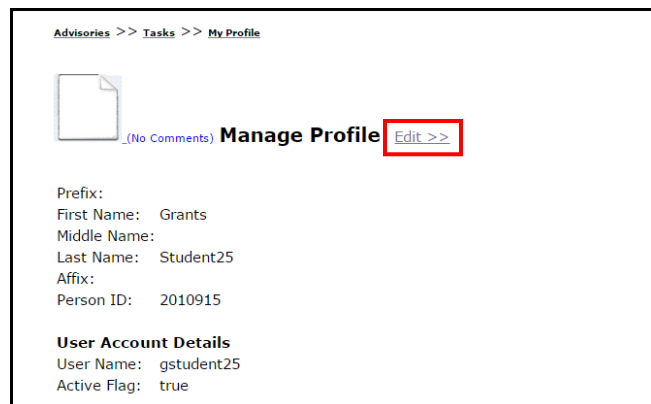 Advisories >> Tasks >> My Profile
(No Comments) Manage Profile Edit >>
Prefix:
First Name: Grants
Middle Name:
Last Name: Student25
Affix:
Person ID: 2010915
User Account Details
User Name: gstudent25
Active Flag: true